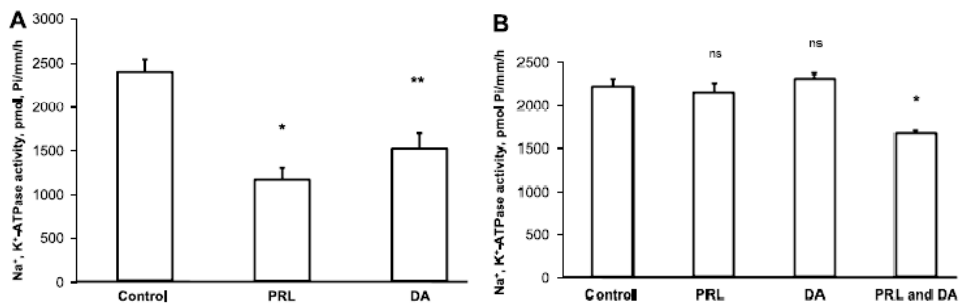 A
Na⁺, K⁺-ATPase activity, pmol, Pi/mm/h
3000
2500
2000
1500
1000
500
0
*
**
Control PRL DA
B
Na⁺, K⁺-ATPase activity, pmol Pi/mm/h
2500
2000
1500
1000
500
0
ns
ns
*
Control PRL DA PRL and DA